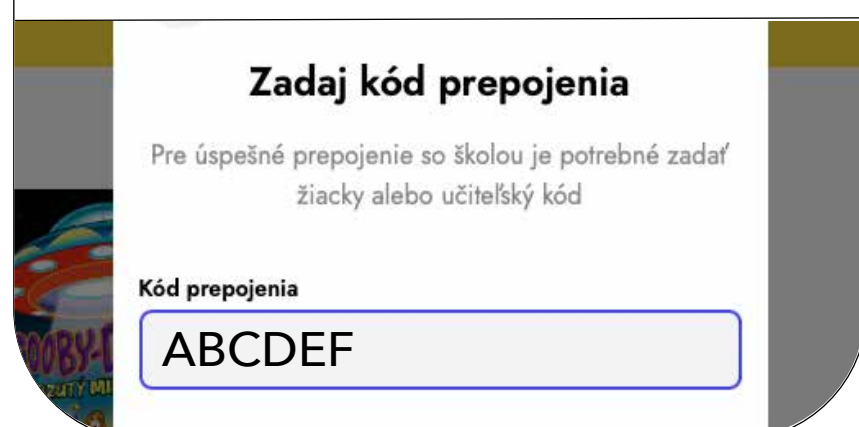 Zadaj kód prepojenia
Pre úspešné prepojenie so školou je potrebné zadať
žiacky alebo učiteľský kód
Kód prepojenia
ABCDEF